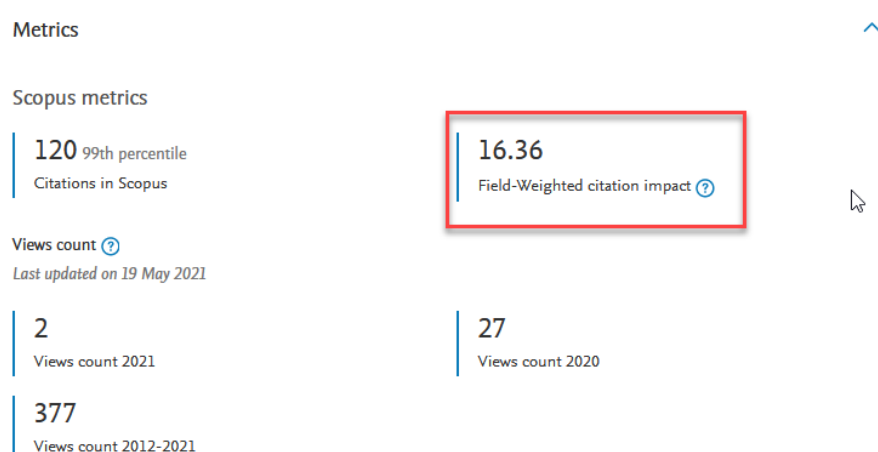 Metrics
Scopus metrics
120 99th percentile
Citations in Scopus
16.36
Field-Weighted citation impact ?
Views count ?
Last updated on 19 May 2021
2
Views count 2021
27
Views count 2020
377
Views count 2012-2021